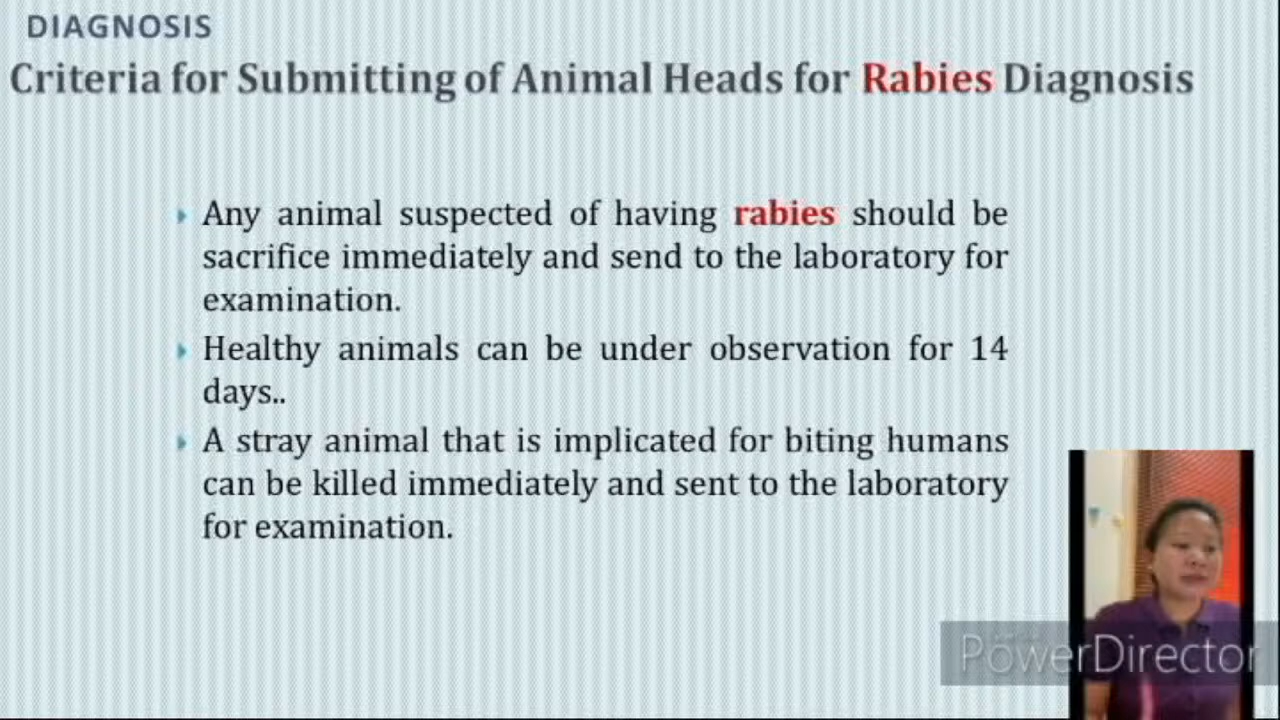 DIAGNOSIS
Criteria for Submitting of Animal Heads for Rabies Diagnosis
Any animal suspected of having rabies should be
sacrifice immediately and send to the laboratory for
examination.
Healthy animals can be under observation for 14
days..
A stray animal that is implicated for biting humans
can be killed immediately and sent to the laboratory
for examination.
PowerDirector